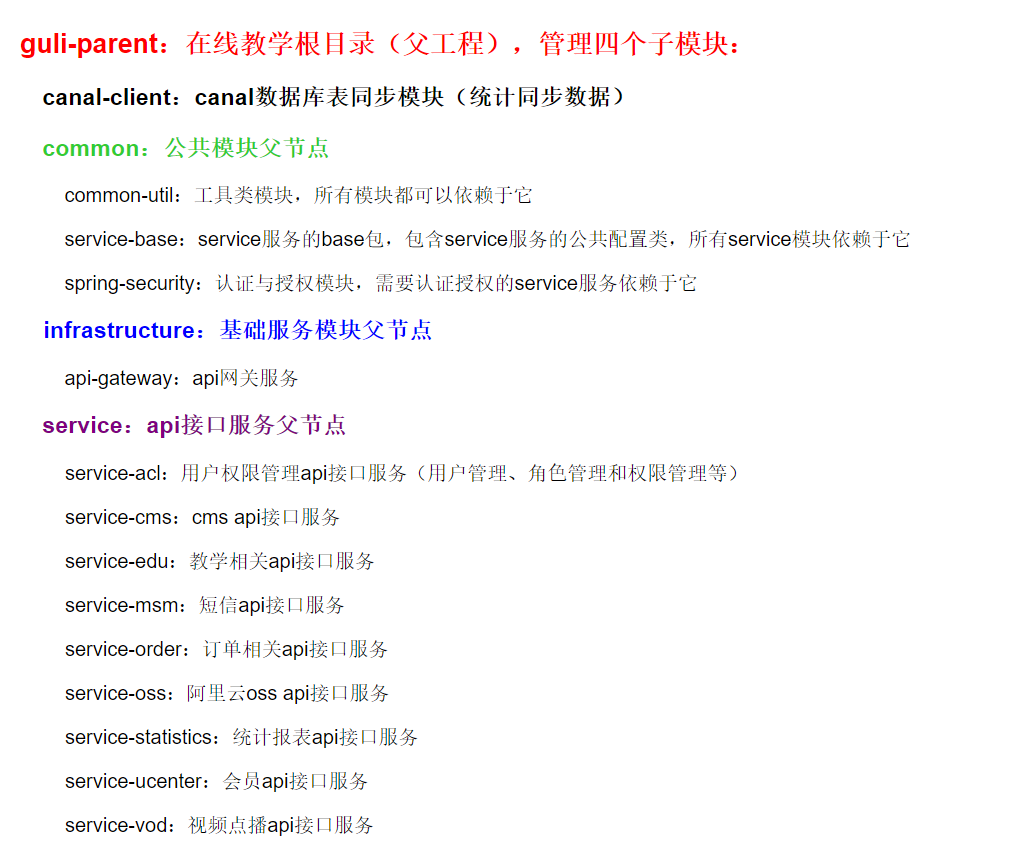 guli-parent：在线教学根目录（父工程），管理四个子模块：
canal-client：canal数据库表同步模块（统计同步数据）
common：公共模块父节点
common-util：工具类模块，所有模块都可以依赖于它
service-base：service服务的base包，包含service服务的公共配置类，所有service模块依赖于它
spring-security：认证与授权模块，需要认证授权的service服务依赖于它
infrastructure：基础服务模块父节点
api-gateway：api网关服务
service：api接口服务父节点
service-acl：用户权限管理api接口服务（用户管理、角色管理和权限管理等）
service-cms：cms api接口服务
service-edu：教学相关api接口服务
service-msm：短信api接口服务
service-order：订单相关api接口服务
service-oss：阿里云oss api接口服务
service-statistics：统计报表api接口服务
service-ucenter：会员api接口服务
service-vod：视频点播api接口服务